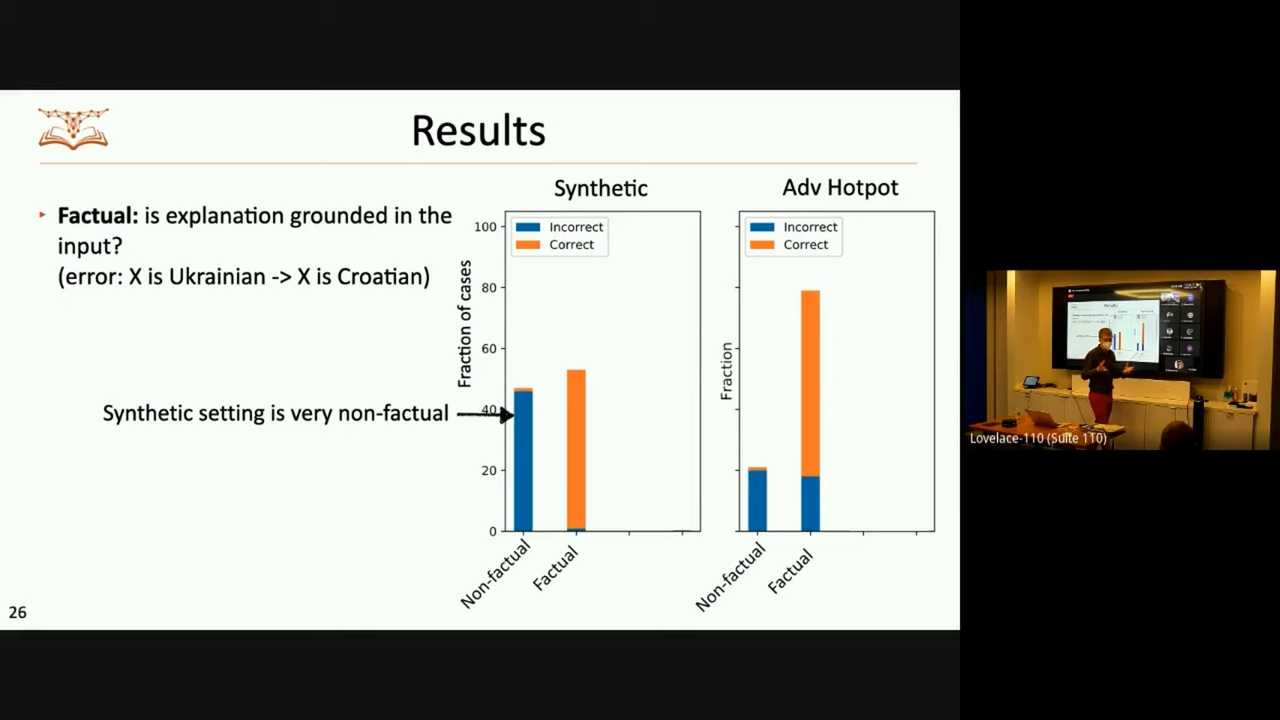 Results
‣ Factual: is explanation grounded in the
input?
(error: X is Ukrainian -> X is Croatian)
Synthetic setting is very non-factual
Synthetic
Incorrect
Correct
Fraction of cases
100
80
60
40
20
0
Non-factual
Factual
Adv Hotpot
Incorrect
Correct
Fraction
Non-factual
Factual
26
Lovelace-110 (Suite 110)